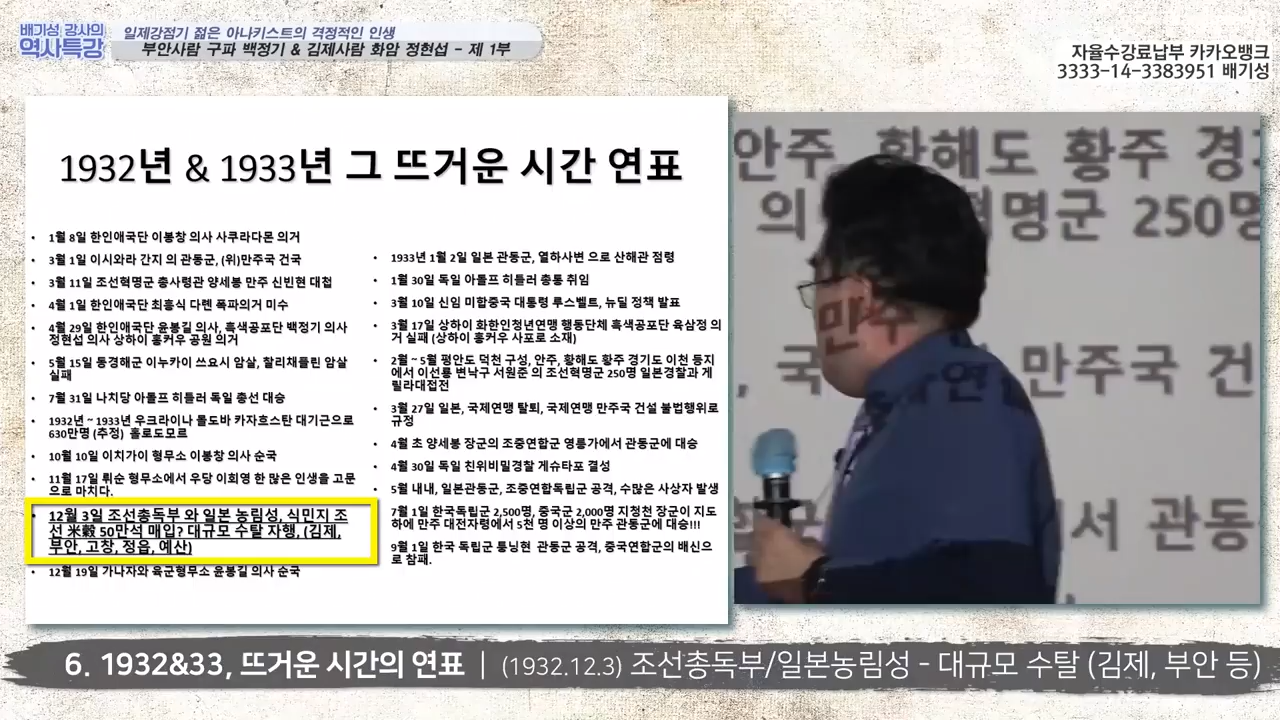 배기성 강사의
역사특강
일제강점기 젊은 아나키스트의 격정적인 인생
부안사람 구파 백정기 & 김제사람 화암 정현섭 - 제 1부
자율수강료납부 카카오뱅크
3333-14-3383951 배기성
1932년 & 1933년 그 뜨거운 시간 연표
• 1월 8일 한인애국단 이봉창 의사 사쿠라다몬 의거
• 3월 1일 이시와라 간지 의 관동군, (위)만주국 건국
• 3월 11일 조선혁명군 총사령관 양세봉 만주 신빈현 대첩
• 4월 1일 한인애국단 최흥식 다롄 폭파의거 미수
• 4월 29일 한인애국단 윤봉길 의사, 흑색공포단 백정기 의사
정현섭 의사 상하이 홍커우 공원 의거
• 5월 15일 동경해군 이누카이 쓰요시 암살, 찰리채플린 암살
실패
• 7월 31일 나치당 아돌프 히틀러 독일 총선 대승
• 1932년 ~ 1933년 우크라이나 몰도바 카자흐스탄 대기근으로
630만명 (추정) 홀로도모르
• 10월 10일 이치가이 형무소 이봉창 의사 순국
• 11월 17일 뤼순 형무소에서 우당 이회영 한 많은 인생을 고문
으로 마치다.
• 12월 3일 조선총독부 와 일본 농림성, 식민지 조
선 米穀 50만석 매입? 대규모 수탈 자행, (김제,
부안, 고창, 정읍, 예산)
• 12월 19일 가나자와 육군형무소 윤봉길 의사 순국
• 1933년 1월 2일 일본 관동군, 열하사변 으로 산해관 점령
• 1월 30일 독일 아돌프 히틀러 총통 취임
• 3월 10일 신임 미합중국 대통령 루스벨트, 뉴딜 정책 발표
• 3월 17일 상하이 화한인청년연맹 행동단체 흑색공포단 육삼정 의
거 실패 (상하이 홍커우 사포로 소재)
• 2월 ~ 5월 평안도 덕천 구성, 안주, 황해도 황주 경기도 이천 등지
에서 이선룡 변낙구 서원준 의 조선혁명군 250명 일본경찰과 게
릴라대접전
• 3월 27일 일본, 국제연맹 탈퇴, 국제연맹 만주국 건설 불법행위로
규정
• 4월 초 양세봉 장군의 조중연합군 영릉가에서 관동군에 대승
• 4월 30일 독일 친위비밀경찰 게슈타포 결성
• 5월 내내, 일본관동군, 조중연합독립군 공격, 수많은 사상자 발생
• 7월 1일 한국독립군 2,500명, 중국군 2,000명 지청천 장군이 지도
하에 만주 대전자령에서 5천 명 이상의 만주 관동군에 대승!!!
• 9월 1일 한국 독립군 퉁닝현 관동군 공격, 중국연합군의 배신으
로 참패.
안주, 황해도 황주 경기
의 혁명군 250명
만주
, 국 연 만주국 건
서 관동
6. 1932&33, 뜨거운 시간의 연표 | (1932.12.3) 조선총독부/일본농림성 - 대규모 수탈 (김제, 부안 등)